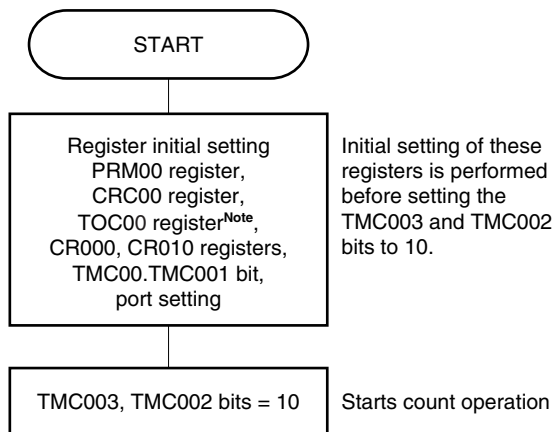 START
Register initial setting
PRM00 register,
CRC00 register,
TOC00 registerNote,
CR000, CR010 registers,
TMC00.TMC001 bit,
port setting
Initial setting of these
registers is performed
before setting the
TMC003 and TMC002
bits to 10.
TMC003, TMC002 bits = 10
Starts count operation